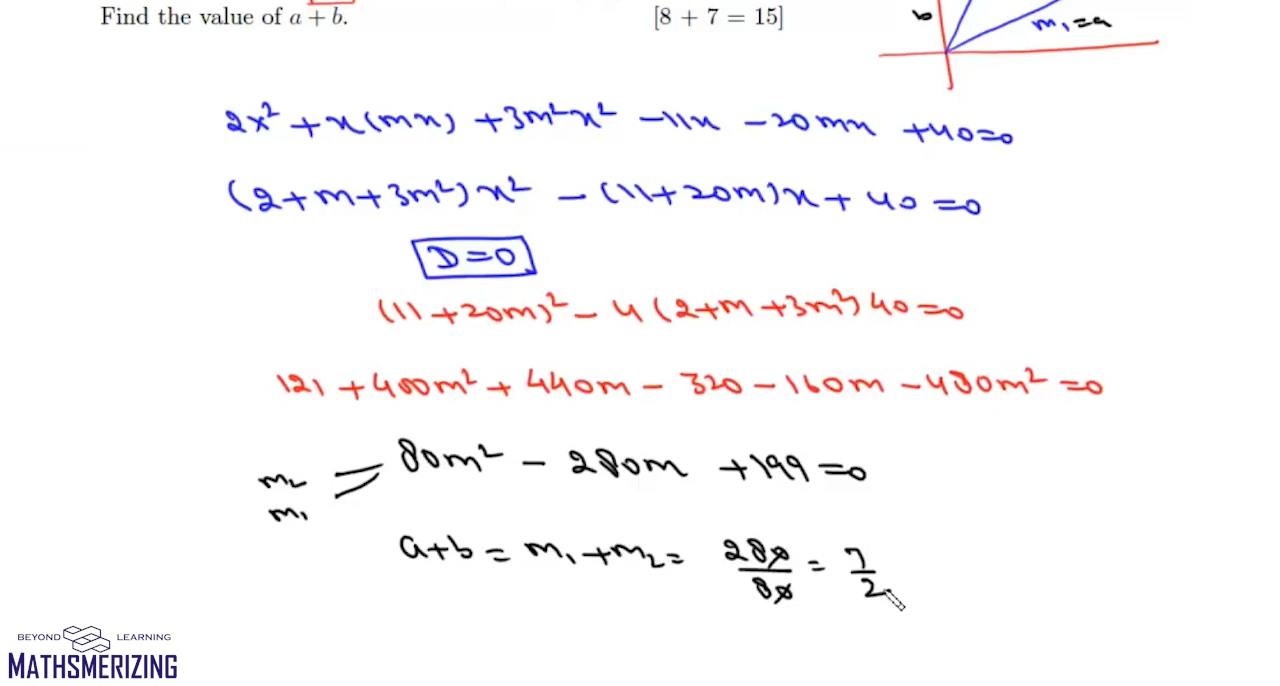 Find the value of a + b.
[8 + 7 = 15]
b
m₁=a
2x² + x(mx) + 3m²x² - 11x - 20mx + 40=0
(2+m+3m²)x² - (11+20m)x + 40 =0
D=0
(11+20m)² - 4(2+m+3m²)40=0
121 + 400m² + 440m - 320 - 160m - 480m² =0
80m² - 280m + 199=0
m₂
m₁
a+b = m₁+m₂ = 280/80 = 7/2
BEYOND LEARNING
MATHSMERIZING